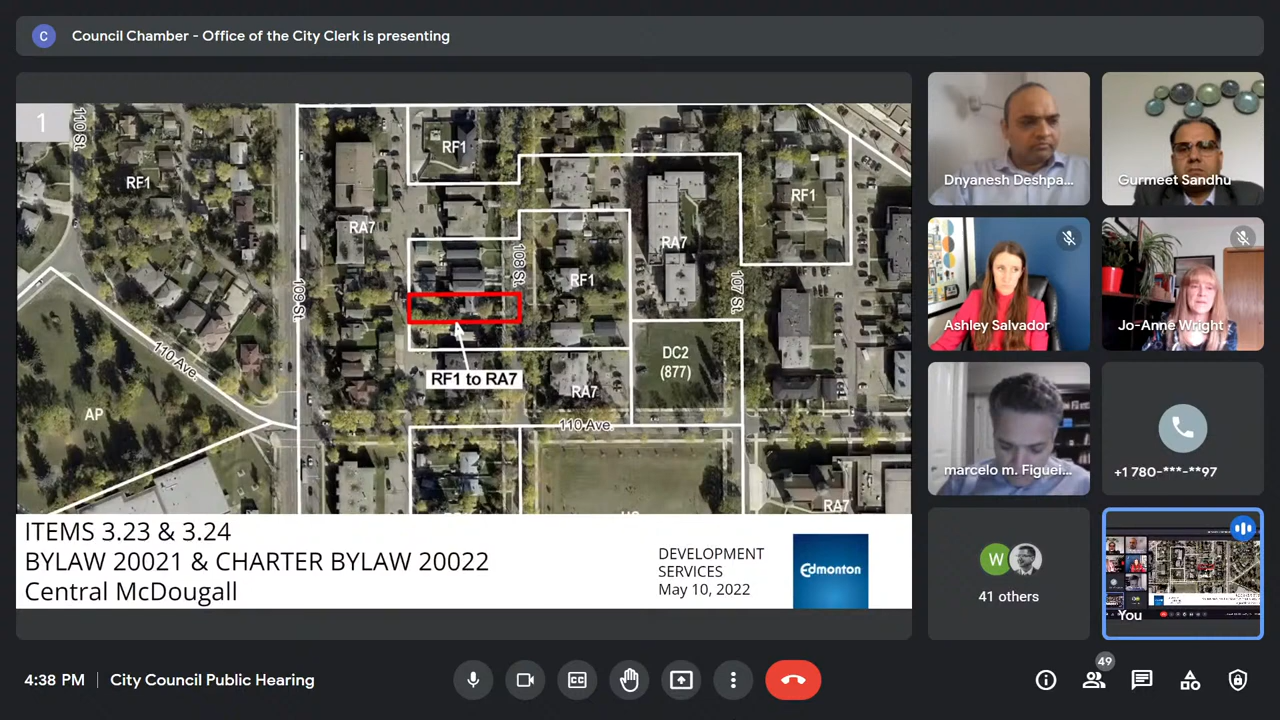 C
Council Chamber - Office of the City Clerk is presenting
1
110 St.
RF1
RF1
RA7
109 St.
108 St.
RF1
RA7
RF1
107 St.
RF1 to RA7
DC2
(877)
RA7
110 Ave.
110 Ave.
AP
RA7
ITEMS 3.23 & 3.24
BYLAW 20021 & CHARTER BYLAW 20022
Central McDougall
DEVELOPMENT
SERVICES
May 10, 2022
Edmonton
Dnyanesh Deshpa...
Gurmeet Sandhu
Ashley Salvador
Jo-Anne Wright
marcelo m. Figuei...
+1 780-***-**97
W
41 others
You
4:38 PM
City Council Public Hearing
49